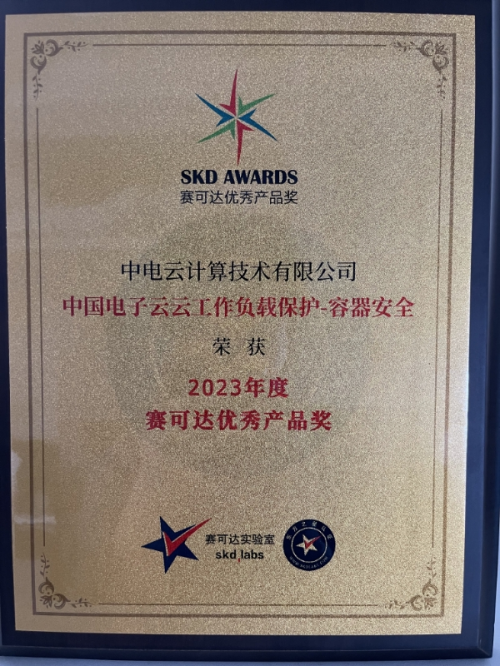 SKD AWARDS
赛可达优秀产品奖
中电云计算技术有限公司
中国电子云云工作负载保护-容器安全
荣 获
2023年度
赛可达优秀产品奖
赛可达实验室
skd labs